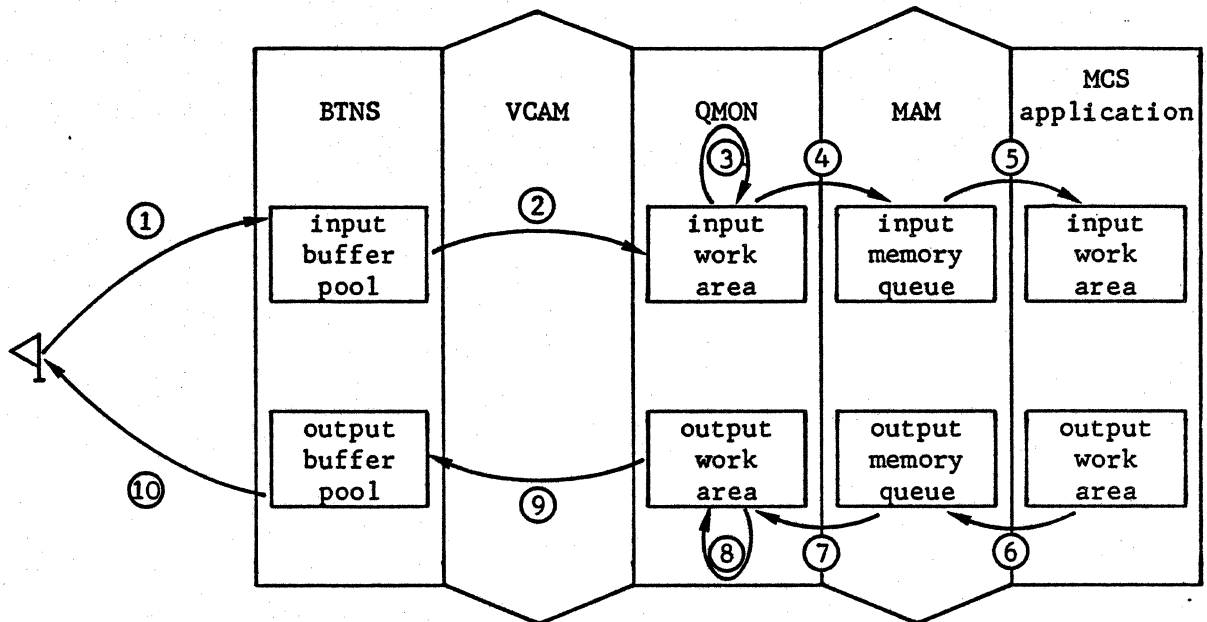 BTNS
VCAM
QMON
MAM
MCS
application
1
2
3
4
5
input
buffer
pool
input
work
area
input
memory
queue
input
work
area
output
buffer
pool
output
work
area
output
memory
queue
output
work
area
10
9
8
7
6